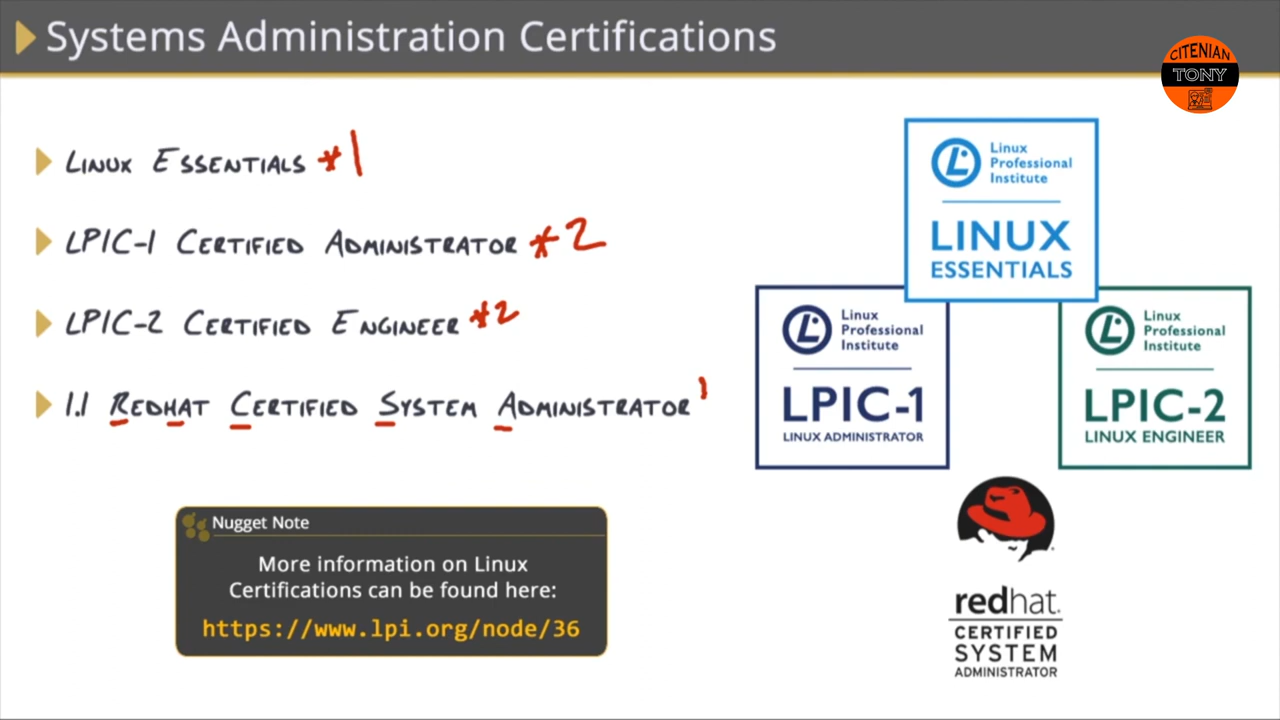 Systems Administration Certifications
CITENIAN
TONY
LINUX ESSENTIALS *1
LPIC-1 CERTIFIED ADMINISTRATOR *2
LPIC-2 CERTIFIED ENGINEER *2
1.1 REDHAT CERTIFIED SYSTEM ADMINISTRATOR 1
Nugget Note
More information on Linux
Certifications can be found here:
https://www.lpi.org/node/36
Linux
Professional
Institute
LINUX
ESSENTIALS
Linux
Professional
Institute
LPIC-1
LINUX ADMINISTRATOR
Linux
Professional
Institute
LPIC-2
LINUX ENGINEER
redhat.
CERTIFIED
SYSTEM
ADMINISTRATOR